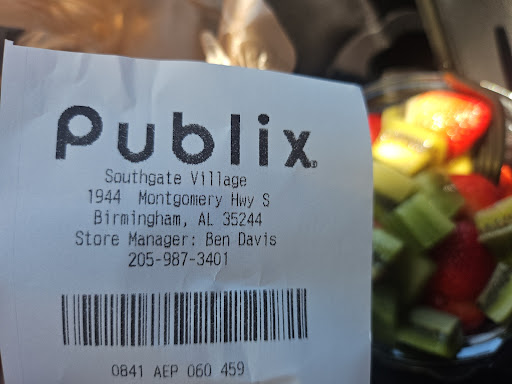 Publix
Southgate Village
1944 Montgomery Hwy S
Birmingham, AL 35244
Store Manager: Ben Davis
205-987-3401
0841 AEP 060 459